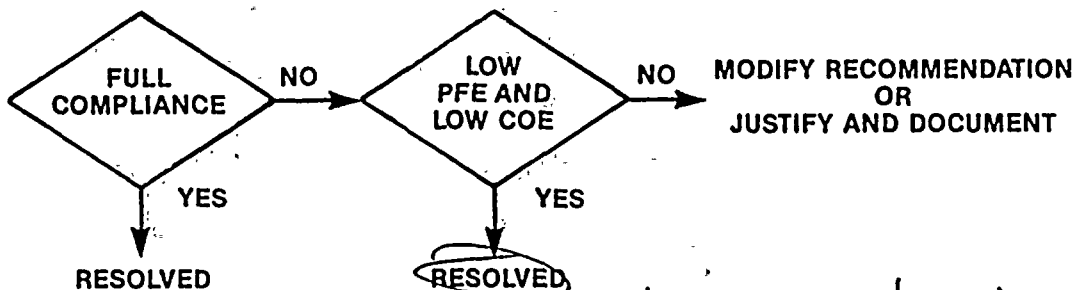 FULL
COMPLIANCE
NO
LOW
PFE AND
LOW COE
NO
MODIFY RECOMMENDATION
OR
JUSTIFY AND DOCUMENT
YES
YES
RESOLVED
RESOLVED